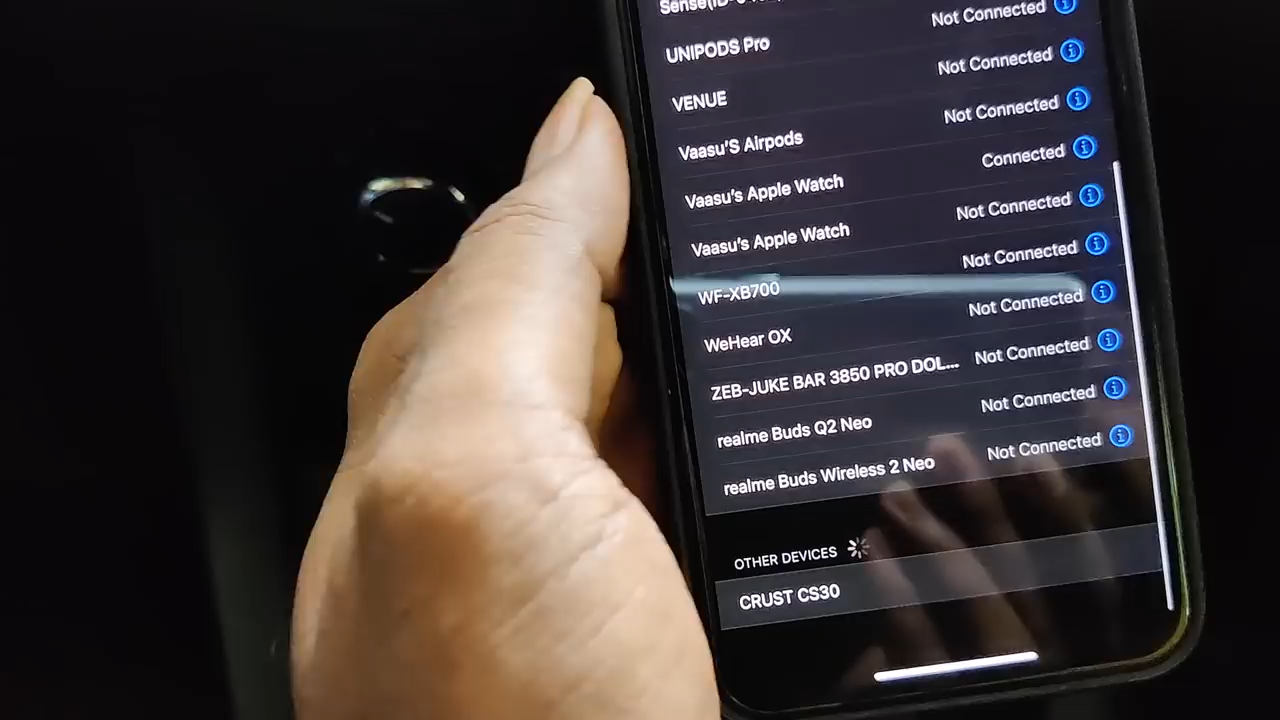 UNIPODS Pro Not Connected
VENUE Not Connected
Vaasu'S Airpods Not Connected
Vaasu's Apple Watch Connected
Vaasu's Apple Watch Not Connected
WF-XB700 Not Connected
WeHear OX Not Connected
ZEB-JUKE BAR 3850 PRO DOL... Not Connected
realme Buds Q2 Neo Not Connected
realme Buds Wireless 2 Neo Not Connected
OTHER DEVICES
CRUST CS30